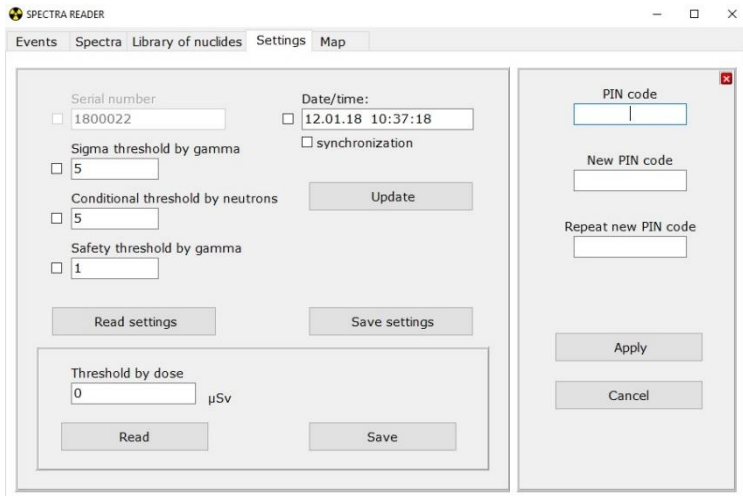 SPECTRA READER
Events Spectra Library of nuclides Settings Map
Serial number
1800022
Sigma threshold by gamma
5
Conditional threshold by neutrons
5
Safety threshold by gamma
1
Date/time:
12.01.18 10:37:18
synchronization
Update
Read settings
Save settings
Threshold by dose
0
µSv
Read
Save
PIN code
New PIN code
Repeat new PIN code
Apply
Cancel